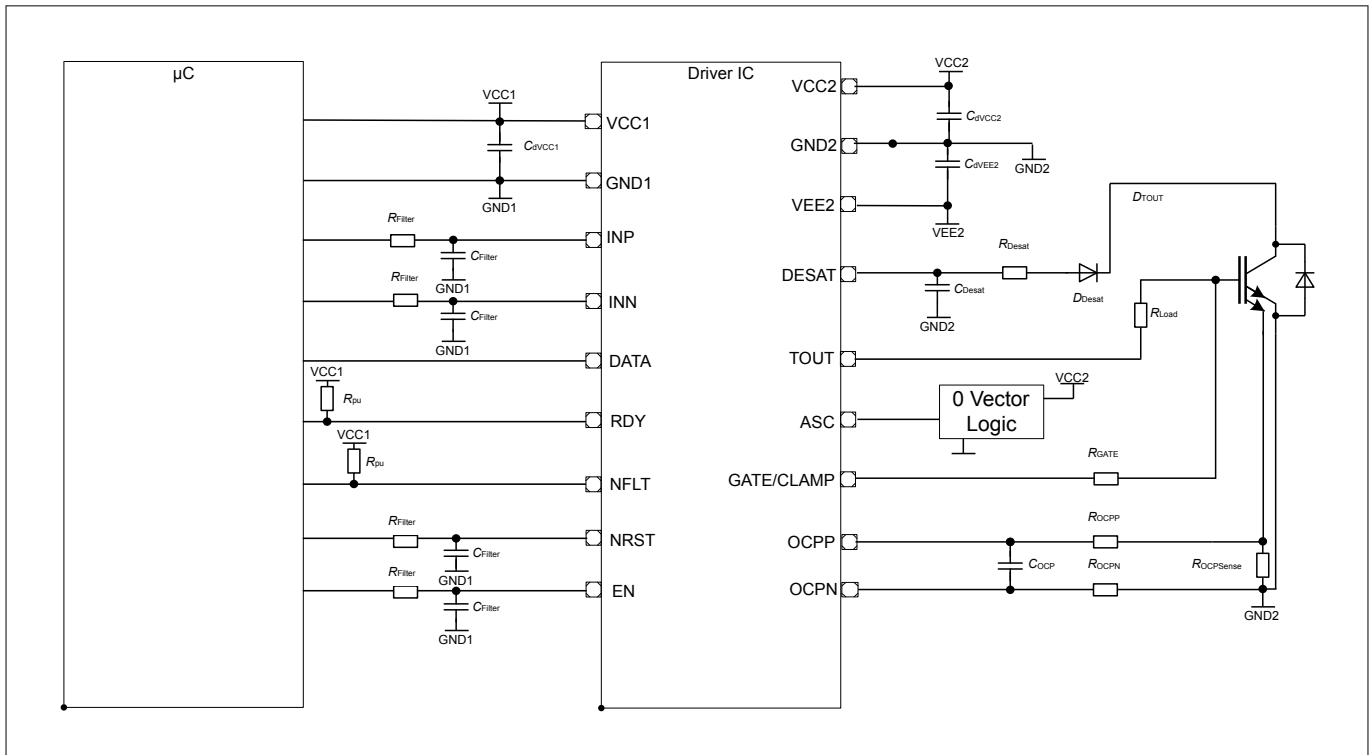 µC
Driver IC
VCC1
CdVCC1
GND1
VCC1
GND1
RFilter
CFilter
GND1
INP
RFilter
CFilter
GND1
INN
DATA
VCC1
Rpu
RDY
VCC1
Rpu
NFLT
RFilter
CFilter
GND1
NRST
RFilter
CFilter
GND1
EN
VCC2
VCC2
CdVCC2
GND2
CdVEE2
GND2
VEE2
VEE2
DTOUT
DESAT
RDesat
CDesat
DDesat
GND2
RLoad
TOUT
ASC
0 Vector
Logic
VCC2
GATE/CLAMP
RGATE
OCPP
ROCPP
COCP
ROCPSense
OCPN
ROCPN
GND2